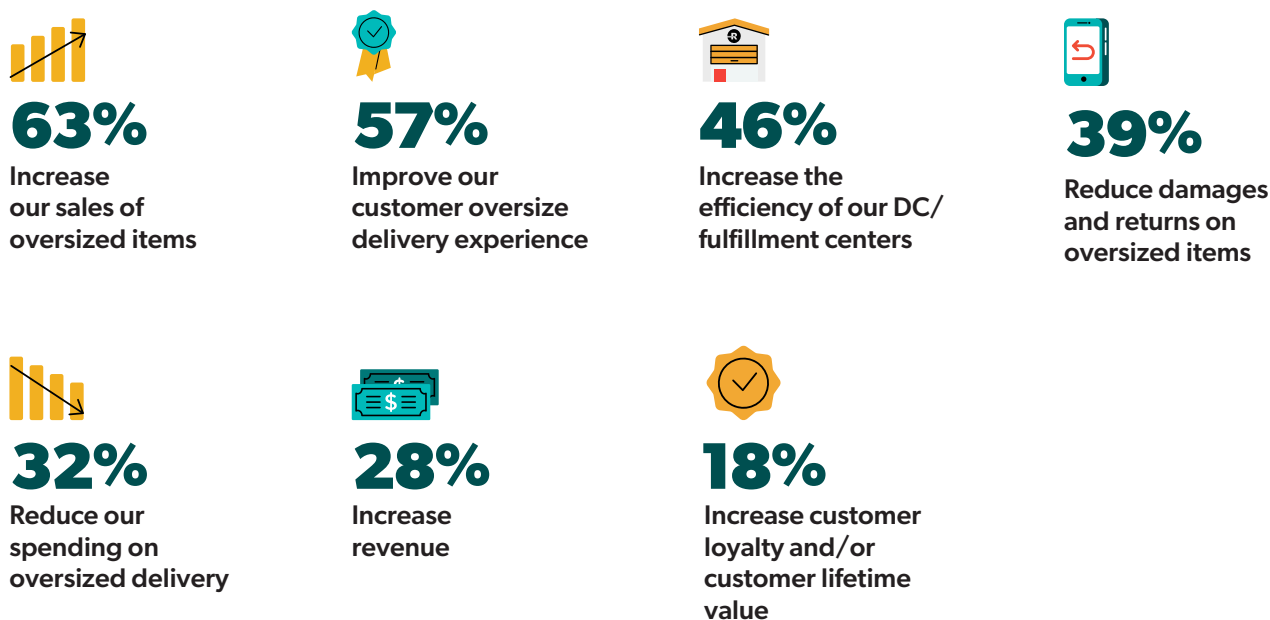 63%
Increase
our sales of
oversized items
57%
Improve our
customer oversize
delivery experience
R
46%
Increase the
efficiency of our DC/
fulfillment centers
39%
Reduce damages
and returns on
oversized items
32%
Reduce our
spending on
oversized delivery
$
$
28%
Increase
revenue
18%
Increase customer
loyalty and/or
customer lifetime
value